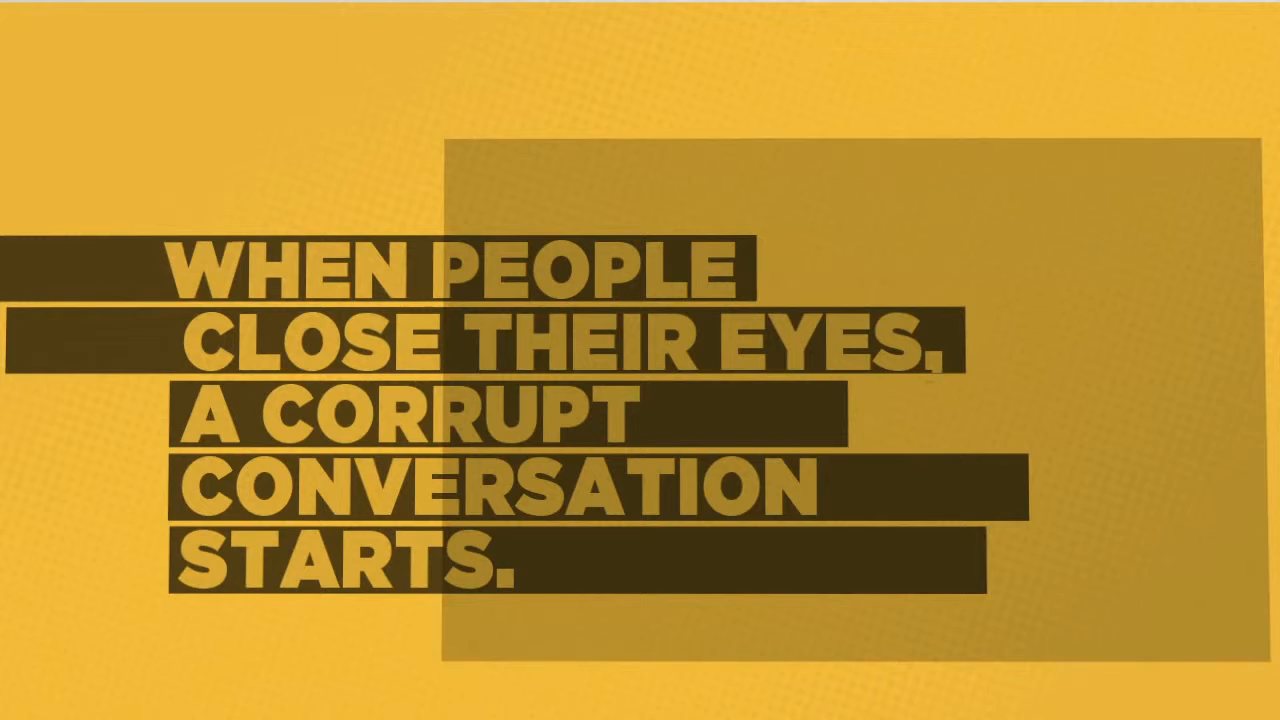 WHEN PEOPLE
CLOSE THEIR EYES,
A CORRUPT
CONVERSATION
STARTS.